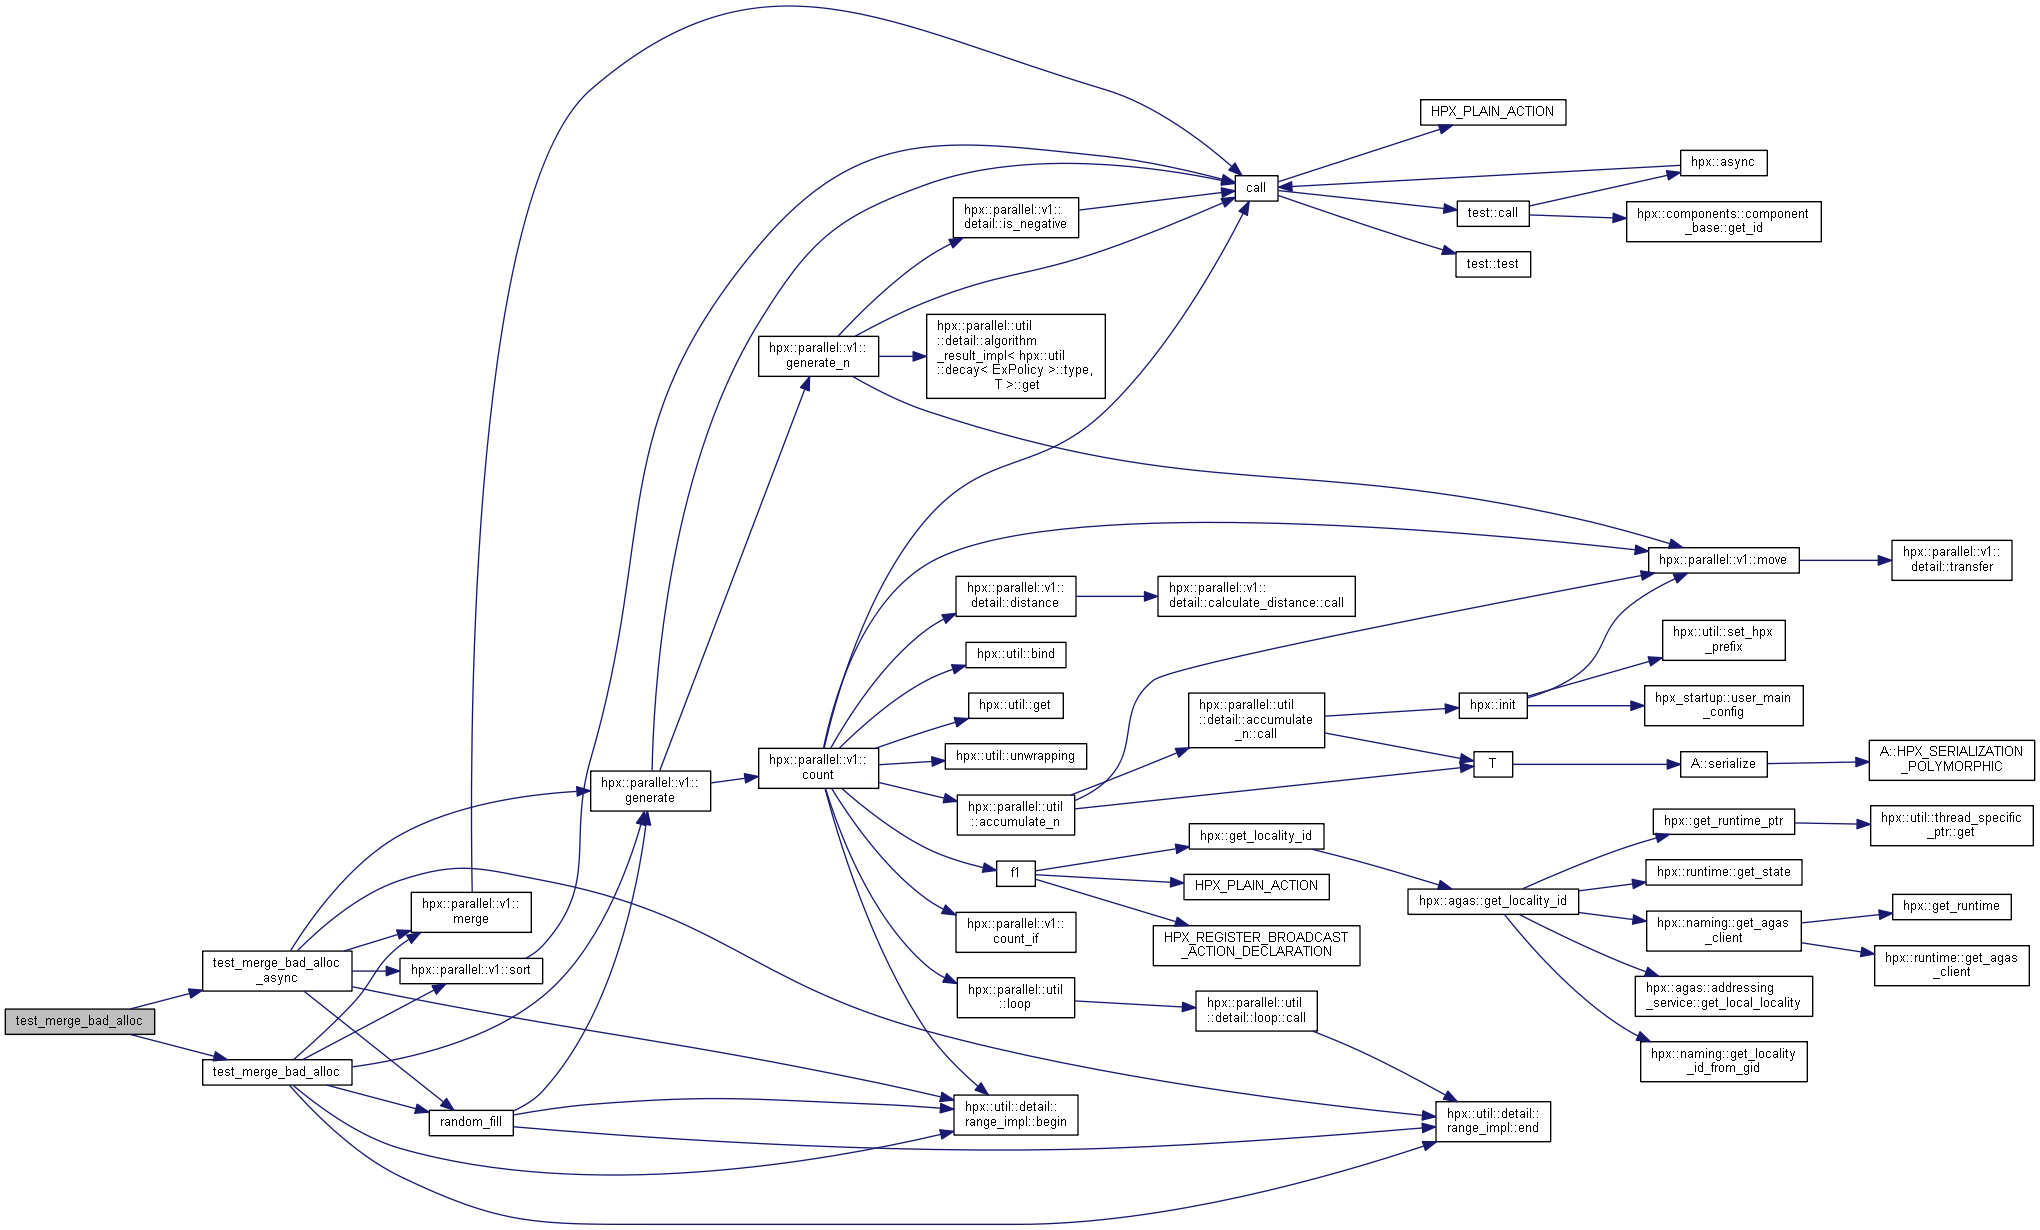 test_merge_bad_alloc
test_merge_bad_alloc
_async
test_merge_bad_alloc
hpx::parallel::v1::
merge
hpx::parallel::v1::sort
random_fill
hpx::parallel::v1::
generate
hpx::parallel::v1::
generate_n
hpx::parallel::v1::
count
hpx::parallel::v1::
detail::is_negative
hpx::parallel::util
::detail::algorithm
_result_impl< hpx::util
::decay< ExPolicy >::type,
T >::get
hpx::parallel::v1::
detail::distance
hpx::util::bind
hpx::util::get
hpx::util::unwrapping
hpx::parallel::util
::accumulate_n
f1
hpx::parallel::v1::
count_if
hpx::parallel::util
::loop
hpx::util::detail::
range_impl::begin
call
hpx::parallel::v1::
detail::calculate_distance::call
hpx::parallel::util
::detail::accumulate
_n::call
hpx::get_locality_id
HPX_PLAIN_ACTION
HPX_REGISTER_BROADCAST
_ACTION_DECLARATION
hpx::parallel::util
::detail::loop::call
HPX_PLAIN_ACTION
test::call
test::test
hpx::init
T
hpx::agas::get_locality_id
hpx::util::detail::
range_impl::end
hpx::async
hpx::components::component
_base::get_id
hpx::parallel::v1::move
hpx::util::set_hpx
_prefix
hpx_startup::user_main
_config
A::serialize
hpx::get_runtime_ptr
hpx::runtime::get_state
hpx::naming::get_agas
_client
hpx::agas::addressing
_service::get_local_locality
hpx::naming::get_locality
_id_from_gid
hpx::parallel::v1::
detail::transfer
A::HPX_SERIALIZATION
_POLYMORPHIC
hpx::util::thread_specific
_ptr::get
hpx::get_runtime
hpx::runtime::get_agas
_client